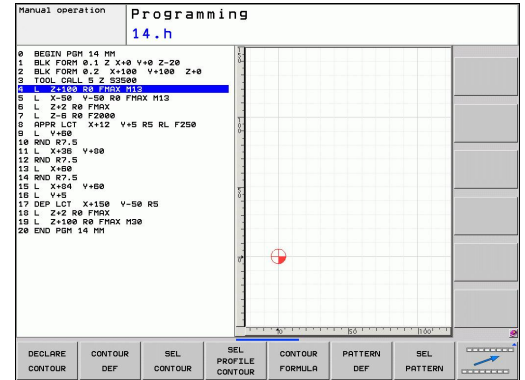 Manual operation
Programming
14.h
0 BEGIN PGM 14 MM
1 BLK FORM 0.1 Z X+0 Y+0 Z-20
2 BLK FORM 0.2 X+100 Y+100 Z+0
3 TOOL CALL 5 Z S3500
4 L Z+100 R0 FMAX M13
5 L X-50 Y-50 R0 FMAX M13
6 L Z+2 R0 FMAX
7 L Z-6 R0 F2000
8 APPR LCT X+12 Y+5 R5 RL F250
9 L Y+60
10 RND R7.5
11 L X+36 Y+80
12 RND R7.5
13 L X+60
14 RND R7.5
15 L X+84 Y+60
16 L Y+5
17 DEP LCT X+150 Y-50 R5
18 L Z+2 R0 FMAX
19 L Z+100 R0 FMAX M30
20 END PGM 14 MM
0
50
100
DECLARE CONTOUR
CONTOUR DEF
SEL CONTOUR
SEL PROFILE CONTOUR
CONTOUR FORMULA
PATTERN DEF
SEL PATTERN